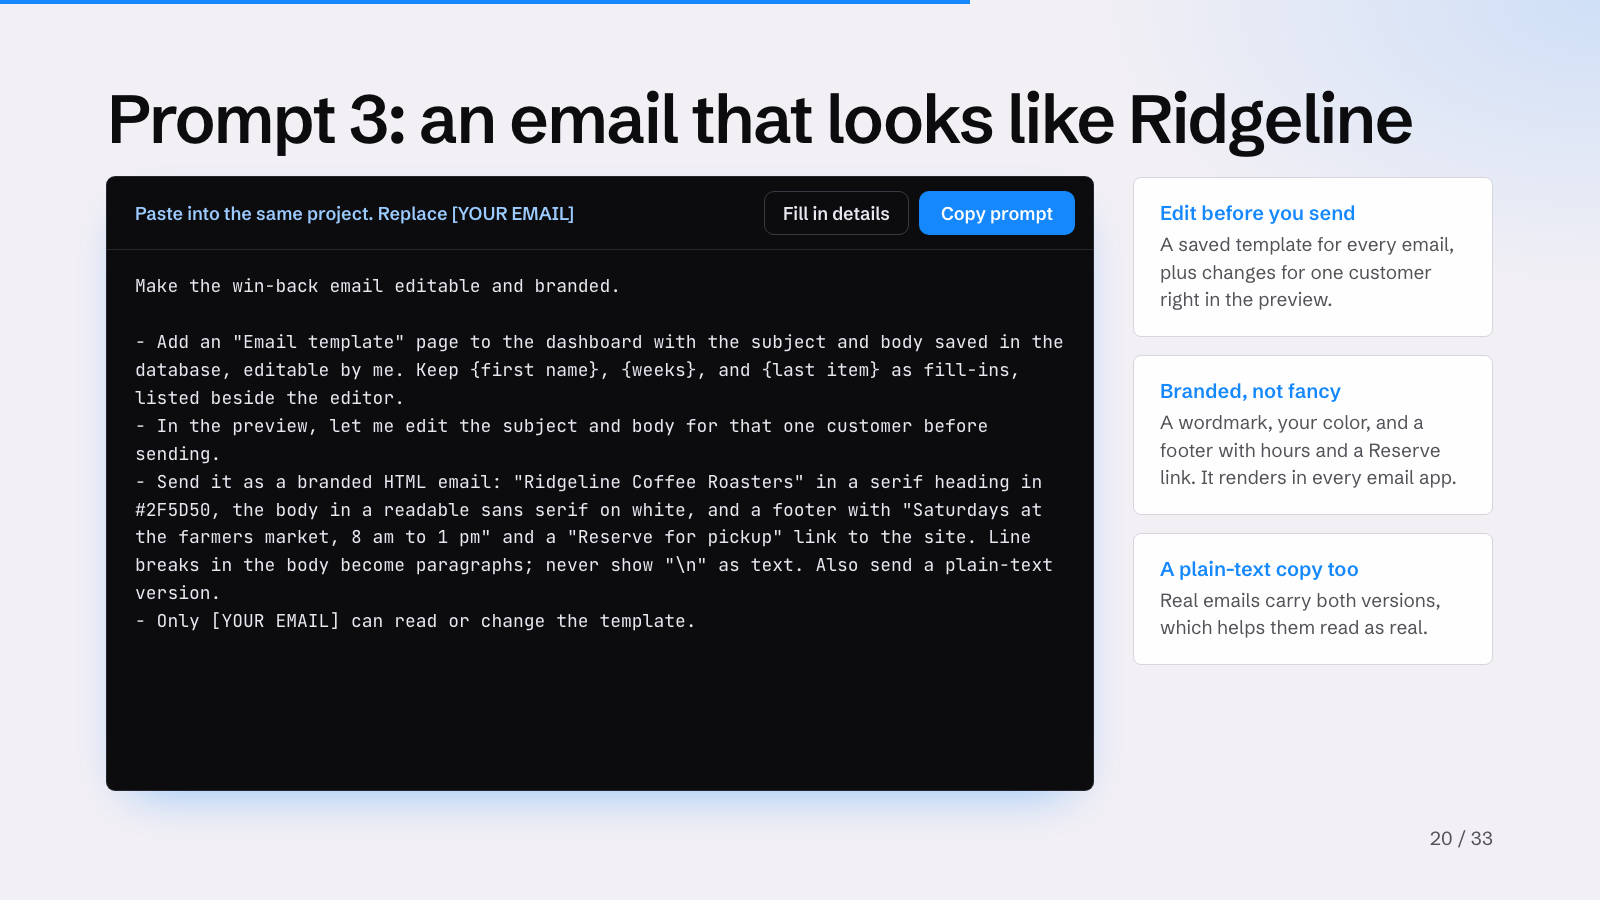 Prompt 3: an email that looks like Ridgeline
Paste into the same project. Replace [YOUR EMAIL]
Fill in details
Copy prompt
Make the win-back email editable and branded.
- Add an "Email template" page to the dashboard with the subject and body saved in the
database, editable by me. Keep {first name}, {weeks}, and {last item} as fill-ins,
listed beside the editor.
- In the preview, let me edit the subject and body for that one customer before
sending.
- Send it as a branded HTML email: "Ridgeline Coffee Roasters" in a serif heading in
#2F5D50, the body in a readable sans serif on white, and a footer with "Saturdays at
the farmers market, 8 am to 1 pm" and a "Reserve for pickup" link to the site. Line
breaks in the body become paragraphs; never show "\n" as text. Also send a plain-text
version.
- Only [YOUR EMAIL] can read or change the template.
Edit before you send
A saved template for every email,
plus changes for one customer
right in the preview.
Branded, not fancy
A wordmark, your color, and a
footer with hours and a Reserve
link. It renders in every email app.
A plain-text copy too
Real emails carry both versions,
which helps them read as real.
20 / 33